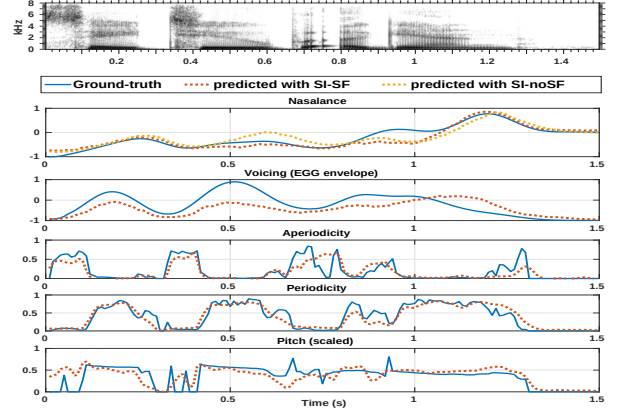 8
6
4
2
0
kHz
0.2 0.4 0.6 0.8 1 1.2 1.4
Ground-truth predicted with SI-SF predicted with SI-noSF
Nasalance
1
0
-1
0 0.5 1 1.5
Voicing (EGG envelope)
1
0
-1
0 0.5 1 1.5
Aperiodicity
1
0.5
0
0 0.5 1 1.5
Periodicity
1
0.5
0
0 0.5 1 1.5
Pitch (scaled)
1
0.5
0
0 0.5 1 1.5
Time (s)